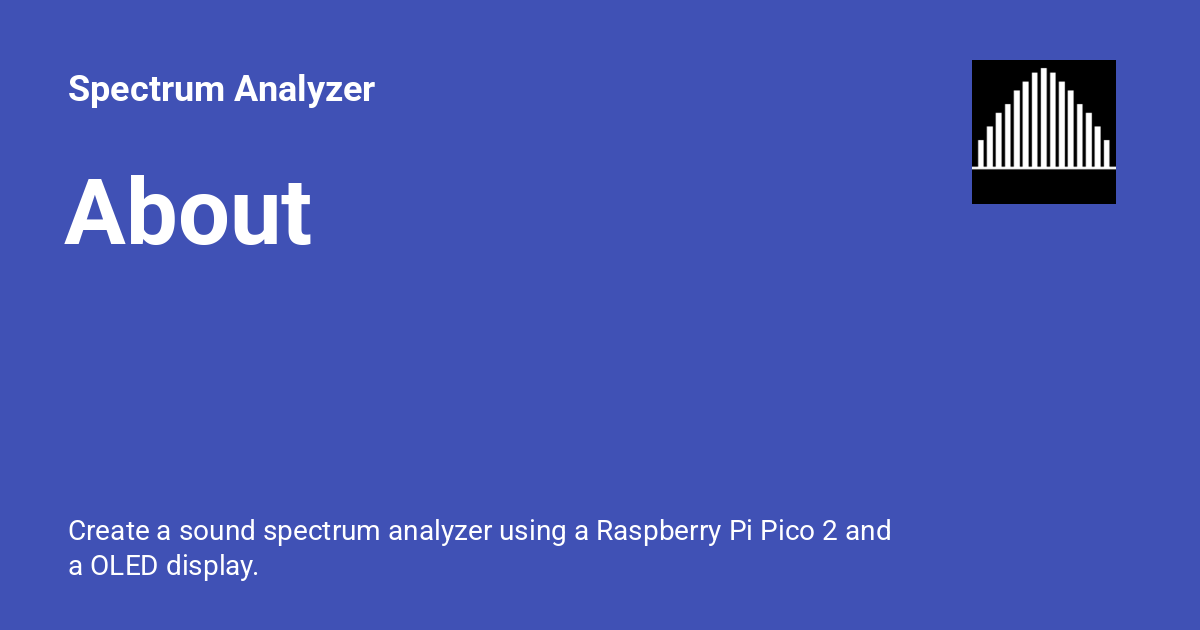 Spectrum Analyzer
About
Create a sound spectrum analyzer using a Raspberry Pi Pico 2 and
a OLED display.